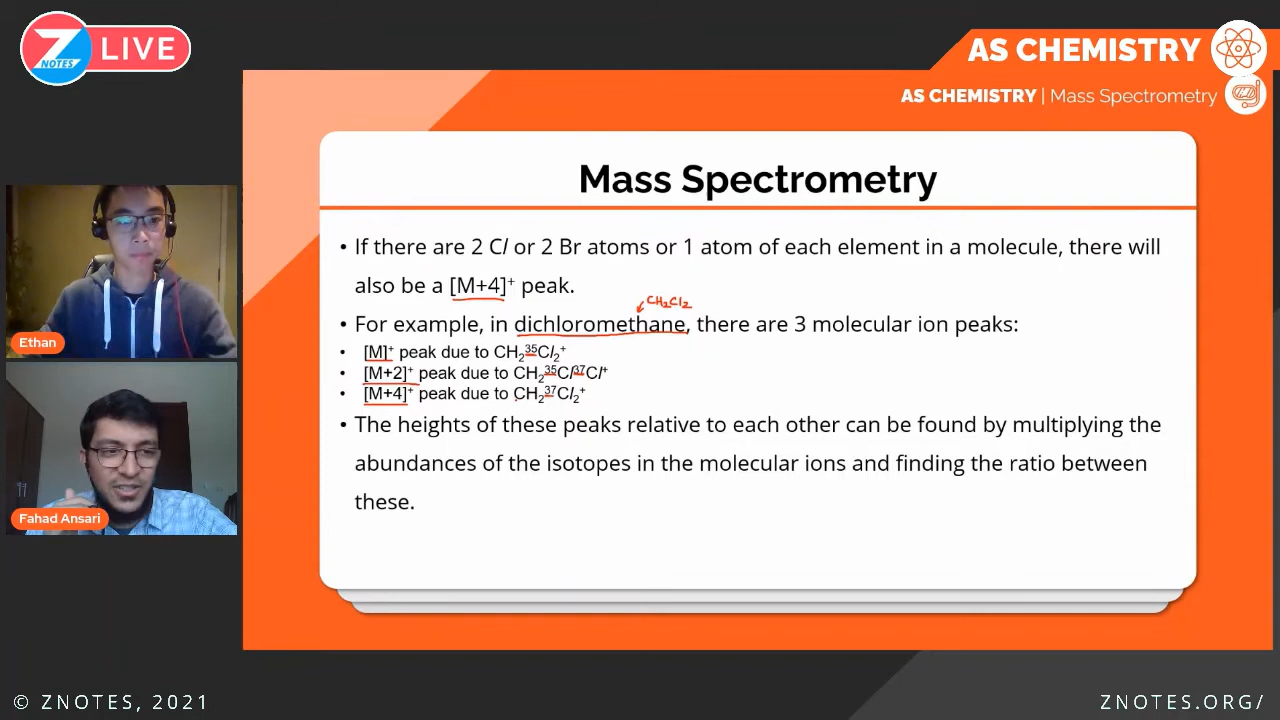 Z
NOTES
LIVE
AS CHEMISTRY
AS CHEMISTRY | Mass Spectrometry
Mass Spectrometry
• If there are 2 Cl or 2 Br atoms or 1 atom of each element in a molecule, there will
also be a [M+4]⁺ peak.
CH₂Cl₂
• For example, in dichloromethane, there are 3 molecular ion peaks:
• [M]⁺ peak due to CH₂³⁵Cl₂⁺
• [M+2]⁺ peak due to CH₂³⁵Cl³⁷Cl⁺
• [M+4]⁺ peak due to CH₂³⁷Cl₂⁺
• The heights of these peaks relative to each other can be found by multiplying the
abundances of the isotopes in the molecular ions and finding the ratio between
these.
Ethan
Fahad Ansari
© ZNOTES, 2021
ZNOTES.ORG/